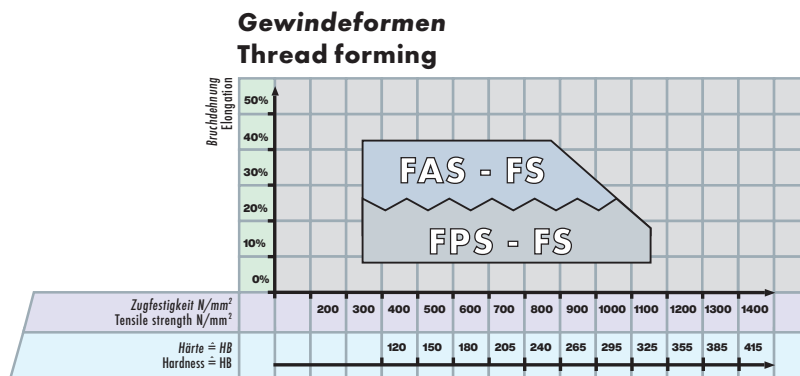 Gewindeformen
Thread forming
Bruchdehnung
Elongation
50%
40%
30%
20%
10%
0%
FAS - FS
FPS - FS
Zugfestigkeit N/mm²
Tensile strength N/mm²
200 300 400 500 600 700 800 900 1000 1100 1200 1300 1400
Härte ≙ HB
Hardness ≙ HB
120 150 180 205 240 265 295 325 355 385 415